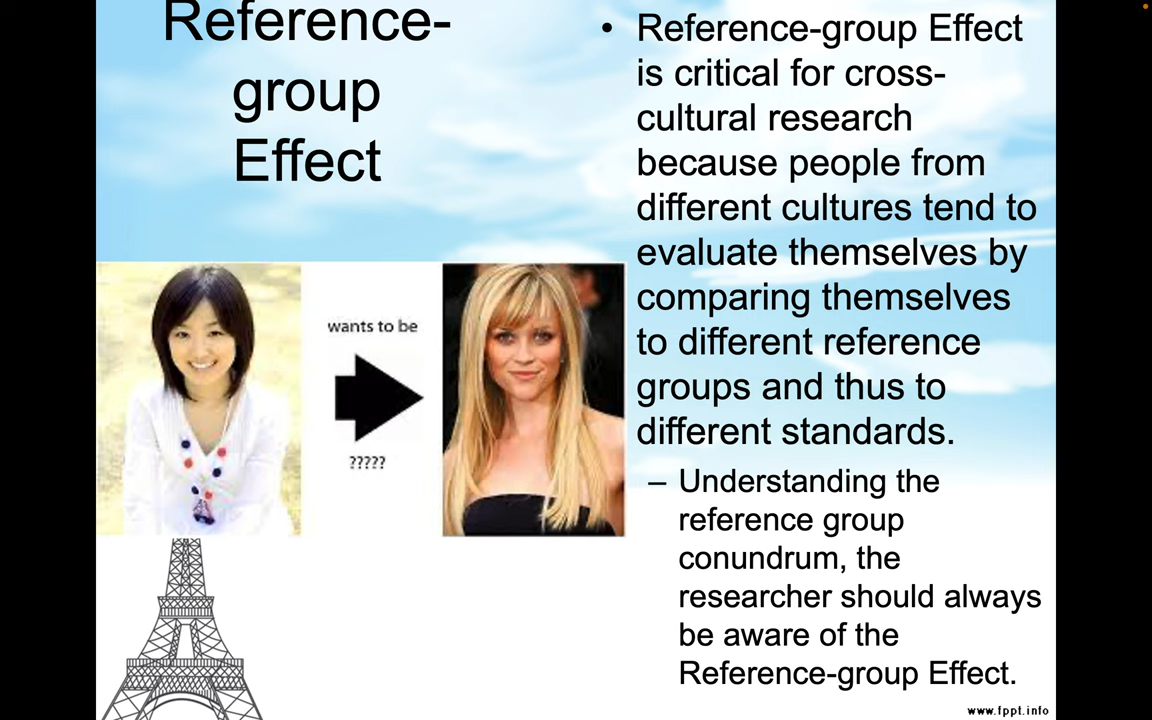 Reference-
group
Effect
wants to be
?????
• Reference-group Effect
is critical for cross-
cultural research
because people from
different cultures tend to
evaluate themselves by
comparing themselves
to different reference
groups and thus to
different standards.
– Understanding the
reference group
conundrum, the
researcher should always
be aware of the
Reference-group Effect.
www.fppt.info